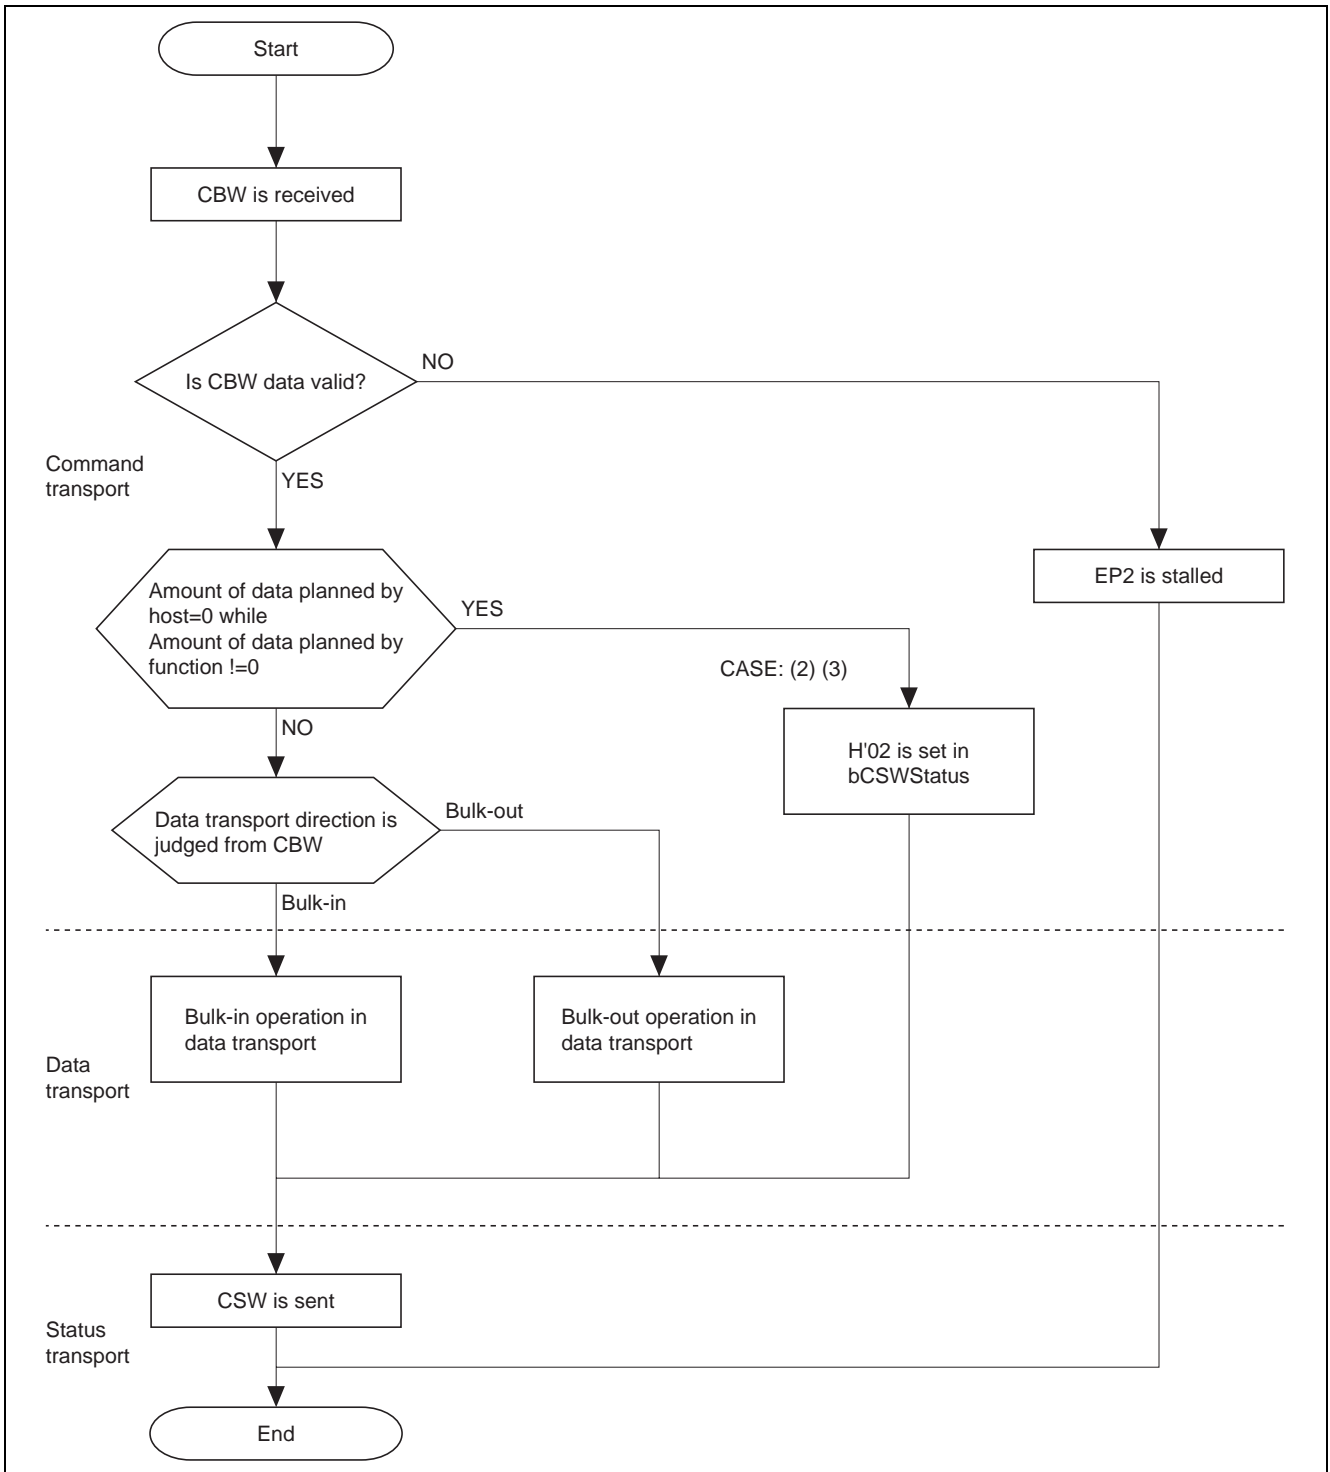 Start
CBW is received
Is CBW data valid?
NO
YES
Command
transport
Amount of data planned by
host=0 while
Amount of data planned by
function !=0
YES
EP2 is stalled
CASE: (2) (3)
H'02 is set in
bCSWStatus
NO
Data transport direction is
judged from CBW
Bulk-out
Bulk-in
Bulk-in operation in
data transport
Bulk-out operation in
data transport
Data
transport
CSW is sent
Status
transport
End